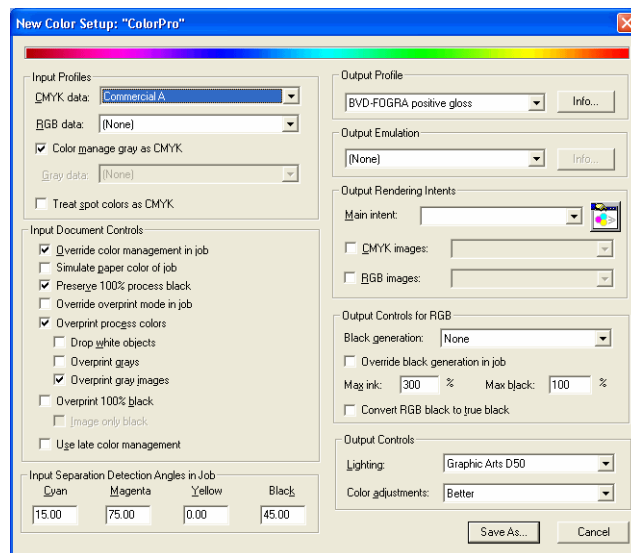 New Color Setup: "ColorPro"
Input Profiles
CMYK data: Commercial A
RGB data: (None)
Color manage gray as CMYK
Gray data: (None)
Treat spot colors as CMYK
Input Document Controls
Override color management in job
Simulate paper color of job
Preserve 100% process black
Override overprint mode in job
Overprint process colors
Drop white objects
Overprint grays
Overprint gray images
Overprint 100% black
Image only black
Use late color management
Input Separation Detection Angles in Job
Cyan Magenta Yellow Black
15.00 75.00 0.00 45.00
Output Profile
BVD-FOGRA positive gloss Info...
Output Emulation
(None) Info...
Output Rendering Intents
Main intent:
CMYK images:
RGB images:
Output Controls for RGB
Black generation: None
Override black generation in job
Max ink: 300 % Max black: 100 %
Convert RGB black to true black
Output Controls
Lighting: Graphic Arts D50
Color adjustments: Better
Save As... Cancel